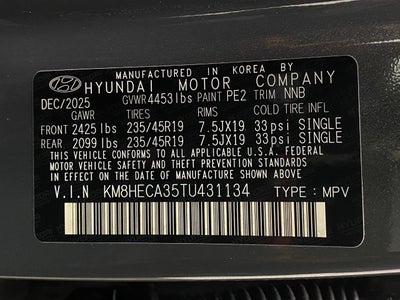 MANUFACTURED IN KOREA BY
HYUNDAI MOTOR COMPANY
DEC/2025 GVWR 4453lbs PAINT PE2 TRIM NNB
GAWR TIRES RIMS COLD TIRE INFL
FRONT 2425 lbs 235/45R19 7.5JX19 33psi SINGLE
REAR 2099 lbs 235/45R19 7.5JX19 33psi SINGLE
THIS VEHICLE CONFORMS TO ALL APPLICABLE U.S.A. FEDERAL
MOTOR VEHICLE SAFETY AND THEFT PREVENTION STANDARDS
IN EFFECT ON THE DATE OF MANUFACTURE SHOWN ABOVE.
V.I.N KM8HECA35TU431134 TYPE : MPV